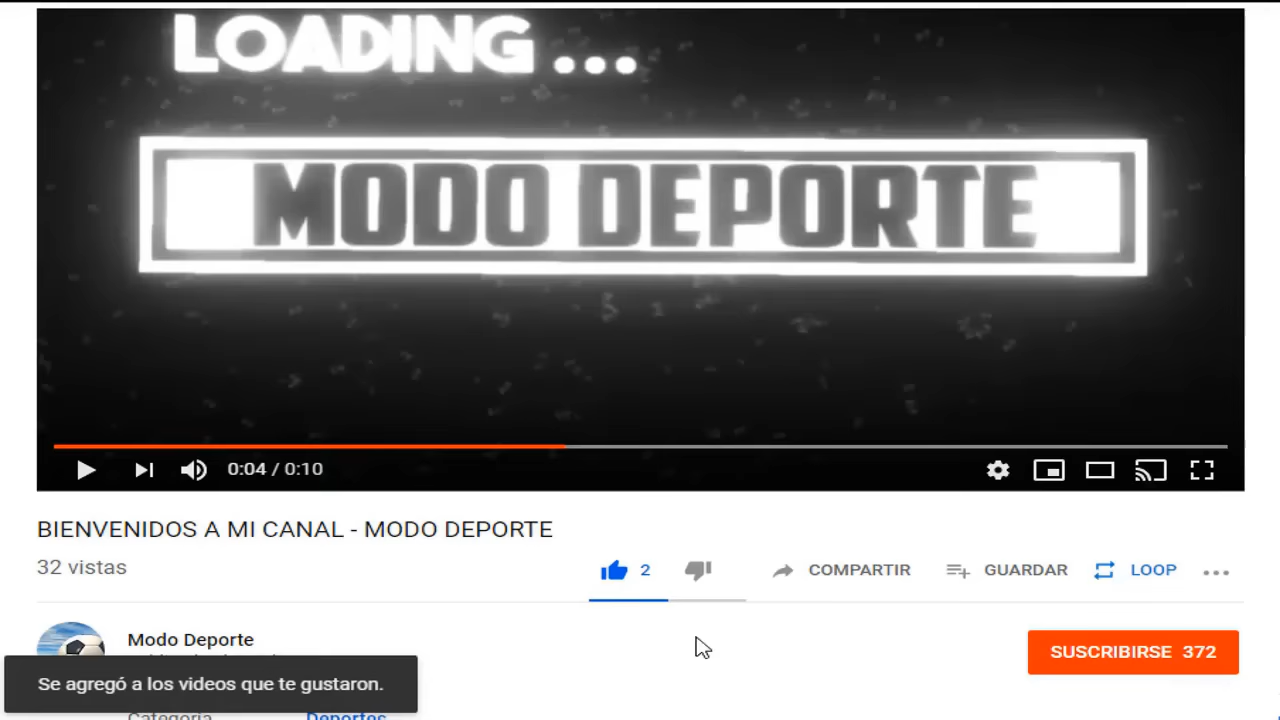 LOADING ...
MODO DEPORTE
0:04 / 0:10
BIENVENIDOS A MI CANAL - MODO DEPORTE
32 vistas
2
COMPARTIR
GUARDAR
LOOP
Modo Deporte
SUSCRIBIRSE 372
Se agregó a los videos que te gustaron.
Categoría
Deportes